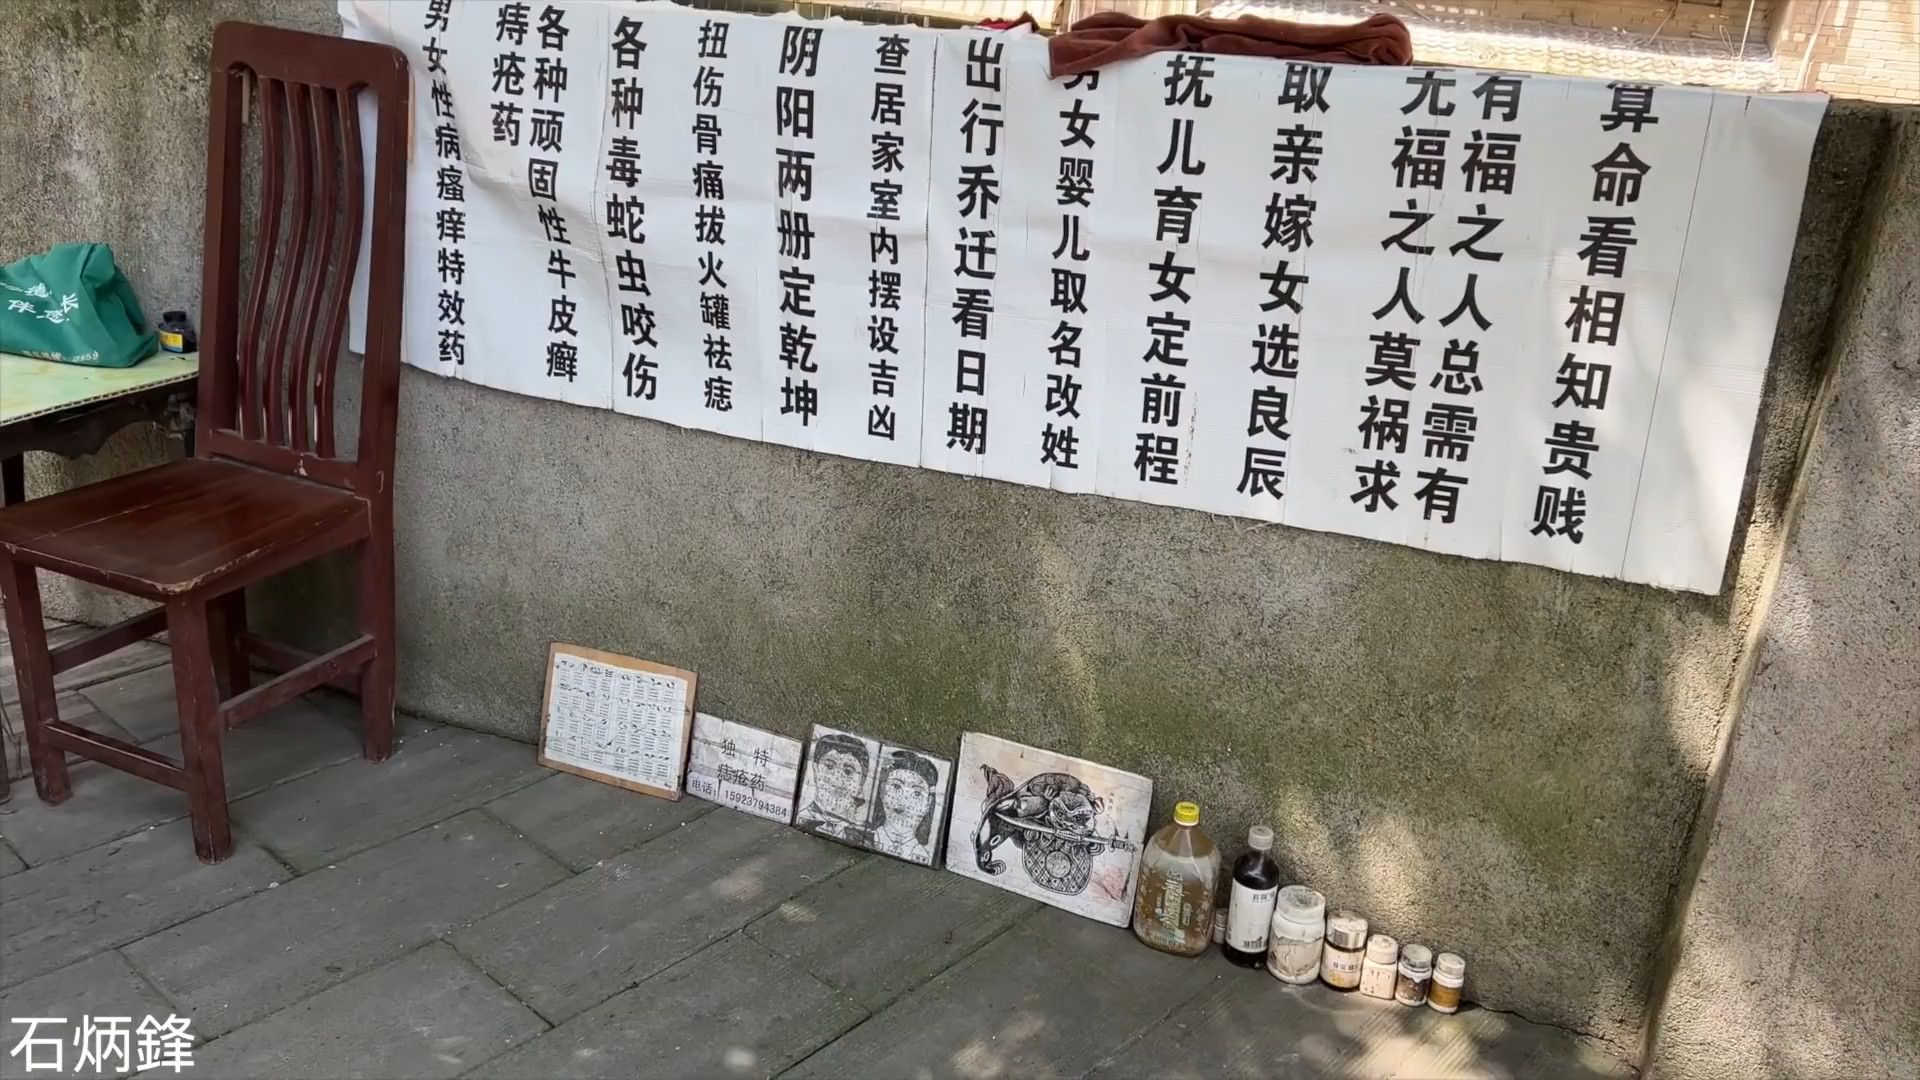 算命看相知贵贱
有福之人总需有
无福之人莫祸求
取亲嫁女选良辰
抚儿育女定前程
男女婴儿取名改姓
出行乔迁看日期
查居家室内摆设吉凶
阴阳两册定乾坤
扭伤骨痛拔火罐祛痣
各种毒蛇虫咬伤
各种顽固性牛皮癣
痔疮药
男女性病瘙痒特效药
独特
痣疮药
电话：15923794384
石炳鋒